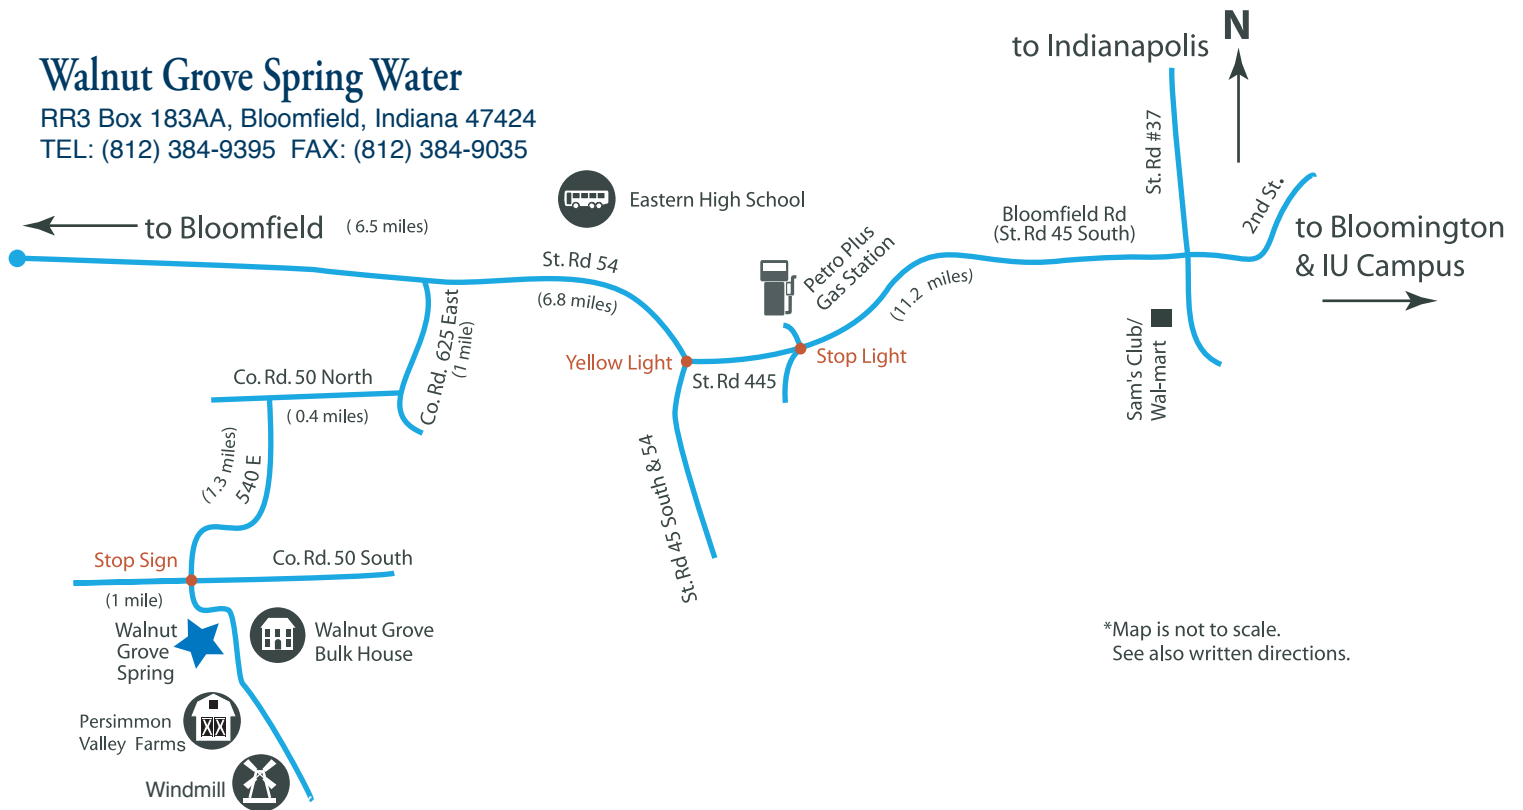 Walnut Grove Spring Water
RR3 Box 183AA, Bloomfield, Indiana 47424
TEL: (812) 384-9395 FAX: (812) 384-9035
N
to Indianapolis
St. Rd #37
2nd St.
to Bloomington
& IU Campus
Bloomfield Rd
(St. Rd 45 South)
(11.2 miles)
Eastern High School
to Bloomfield (6.5 miles)
St. Rd 54
(6.8 miles)
Petro Plus
Gas Station
Stop Light
Yellow Light
St. Rd 445
Sam's Club/
Wal-mart
Co. Rd. 625 East
(1 mile)
Co. Rd. 50 North
( 0.4 miles)
(1.3 miles)
540 E
St. Rd 45 South & 54
Stop Sign
Co. Rd. 50 South
(1 mile)
Walnut
Grove
Spring
Walnut Grove
Bulk House
*Map is not to scale.
See also written directions.
Persimmon
Valley Farms
Windmill